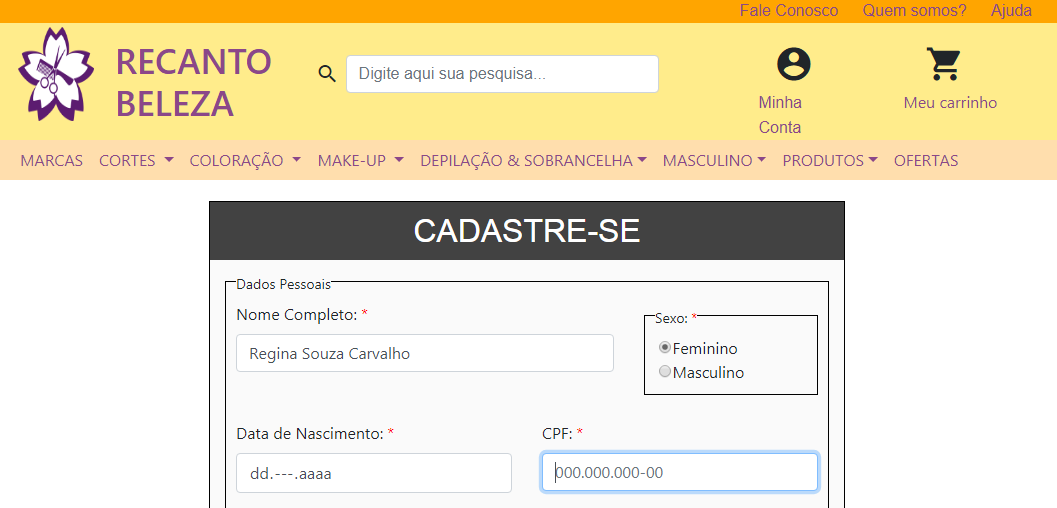 Fale Conosco Quem somos? Ajuda
RECANTO
BELEZA
Digite aqui sua pesquisa...
Minha
Conta
Meu carrinho
MARCAS CORTES COLORAÇÃO MAKE-UP DEPILAÇÃO & SOBRANCELHA MASCULINO PRODUTOS OFERTAS
CADASTRE-SE
Dados Pessoais
Nome Completo: *
Regina Souza Carvalho
Sexo: *
Feminino
Masculino
Data de Nascimento: *
dd.---.aaaa
CPF: *
000.000.000-00